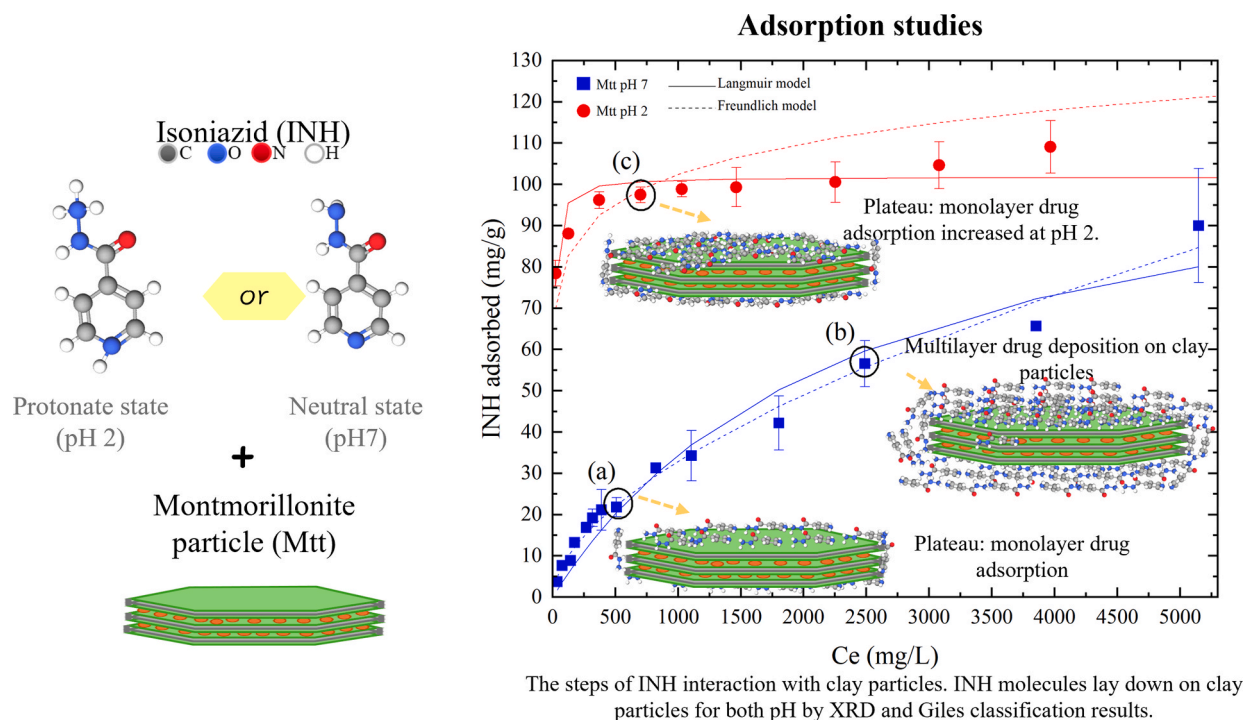 Adsorption studies
Isoniazid (INH)
C O N H
or
Protonate state
(pH 2)
Neutral state
(pH7)
+
Montmorillonite
particle (Mtt)
INH adsorbed (mg/g)
130
120
110
100
90
80
70
60
50
40
30
20
10
0
Mtt pH 7
Mtt pH 2
Langmuir model
Freundlich model
(c)
Plateau: monolayer drug
adsorption increased at pH 2.
(b)
Multilayer drug deposition on clay
particles
(a)
Plateau: monolayer drug
adsorption
0 500 1000 1500 2000 2500 3000 3500 4000 4500 5000
Ce (mg/L)
The steps of INH interaction with clay particles. INH molecules lay down on clay
particles for both pH by XRD and Giles classification results.